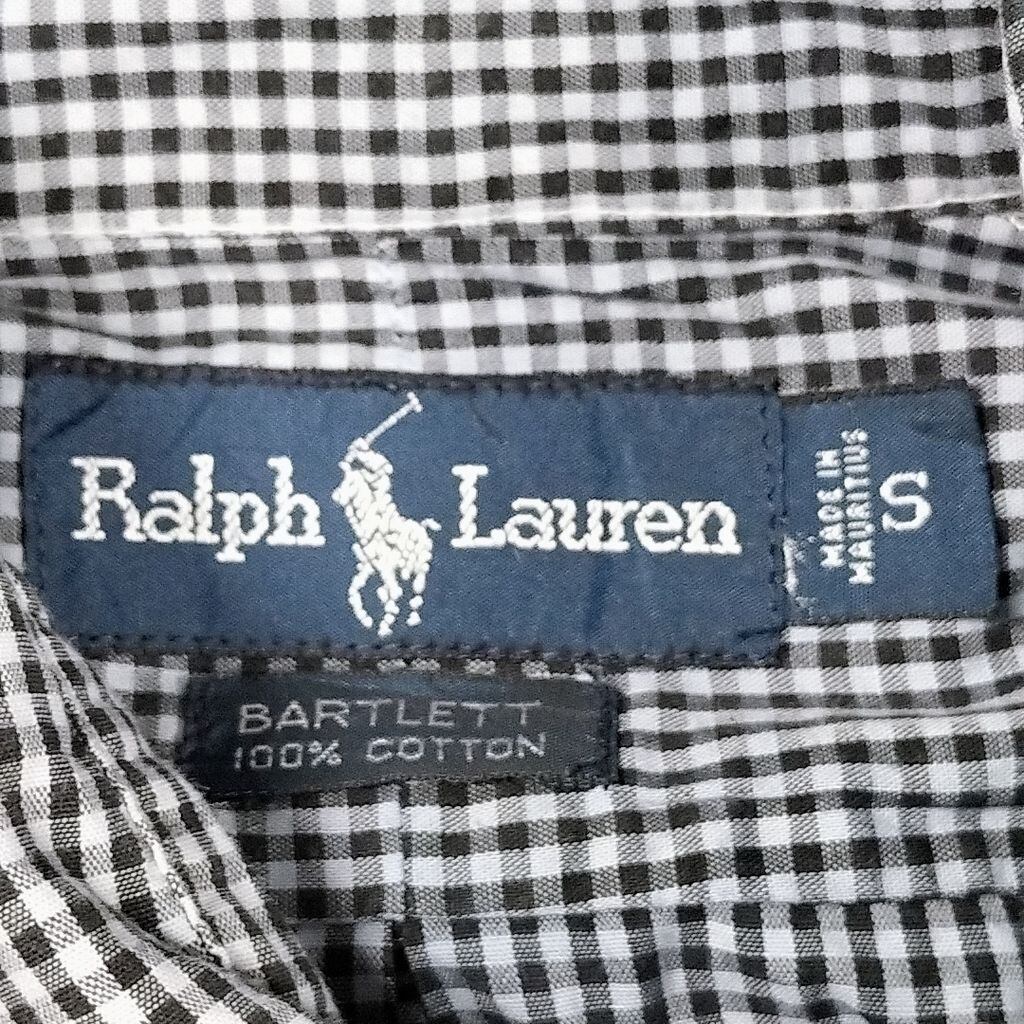 Ralph Lauren
MADE IN
MAURITIUS
S
BARTLETT
100% COTTON